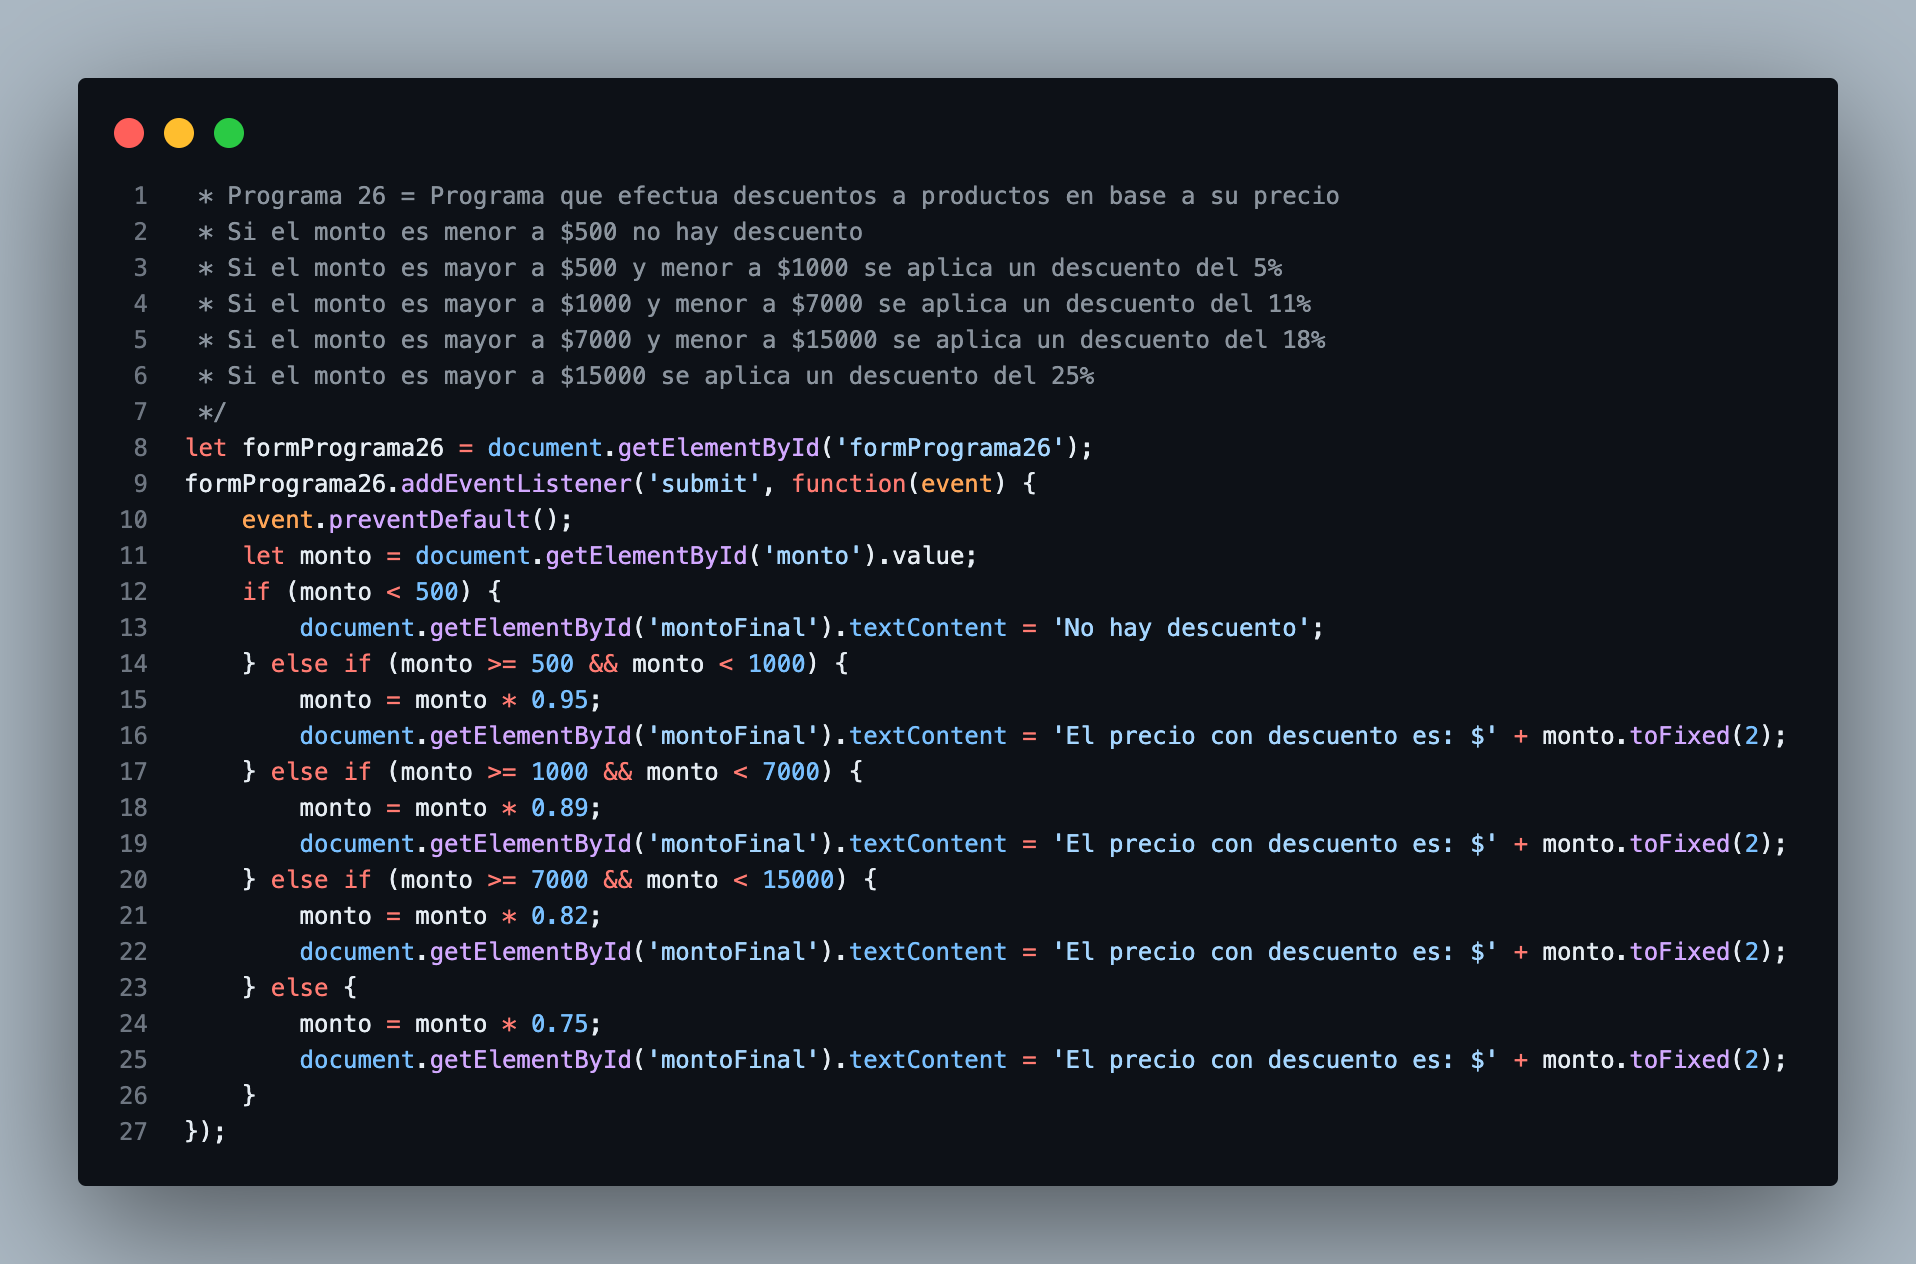 1 * Programa 26 = Programa que efectua descuentos a productos en base a su precio
2 * Si el monto es menor a $500 no hay descuento
3 * Si el monto es mayor a $500 y menor a $1000 se aplica un descuento del 5%
4 * Si el monto es mayor a $1000 y menor a $7000 se aplica un descuento del 11%
5 * Si el monto es mayor a $7000 y menor a $15000 se aplica un descuento del 18%
6 * Si el monto es mayor a $15000 se aplica un descuento del 25%
7 */
8 let formPrograma26 = document.getElementById('formPrograma26');
9 formPrograma26.addEventListener('submit', function(event) {
10     event.preventDefault();
11     let monto = document.getElementById('monto').value;
12     if (monto < 500) {
13         document.getElementById('montoFinal').textContent = 'No hay descuento';
14     } else if (monto >= 500 && monto < 1000) {
15         monto = monto * 0.95;
16         document.getElementById('montoFinal').textContent = 'El precio con descuento es: $' + monto.toFixed(2);
17     } else if (monto >= 1000 && monto < 7000) {
18         monto = monto * 0.89;
19         document.getElementById('montoFinal').textContent = 'El precio con descuento es: $' + monto.toFixed(2);
20     } else if (monto >= 7000 && monto < 15000) {
21         monto = monto * 0.82;
22         document.getElementById('montoFinal').textContent = 'El precio con descuento es: $' + monto.toFixed(2);
23     } else {
24         monto = monto * 0.75;
25         document.getElementById('montoFinal').textContent = 'El precio con descuento es: $' + monto.toFixed(2);
26     }
27 });